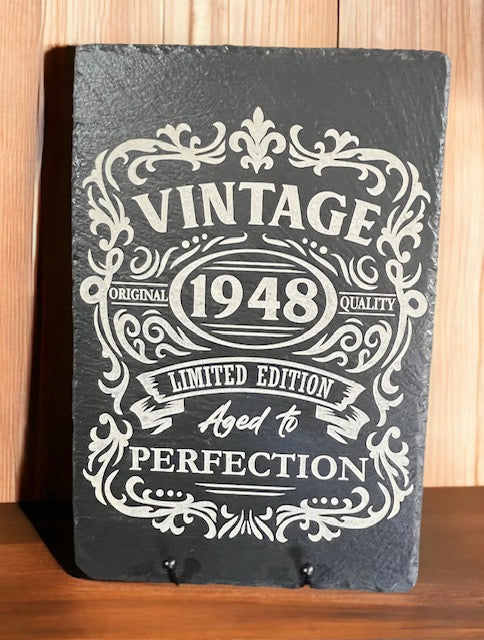 VINTAGE
ORIGINAL 1948 QUALITY
LIMITED EDITION
Aged to
PERFECTION